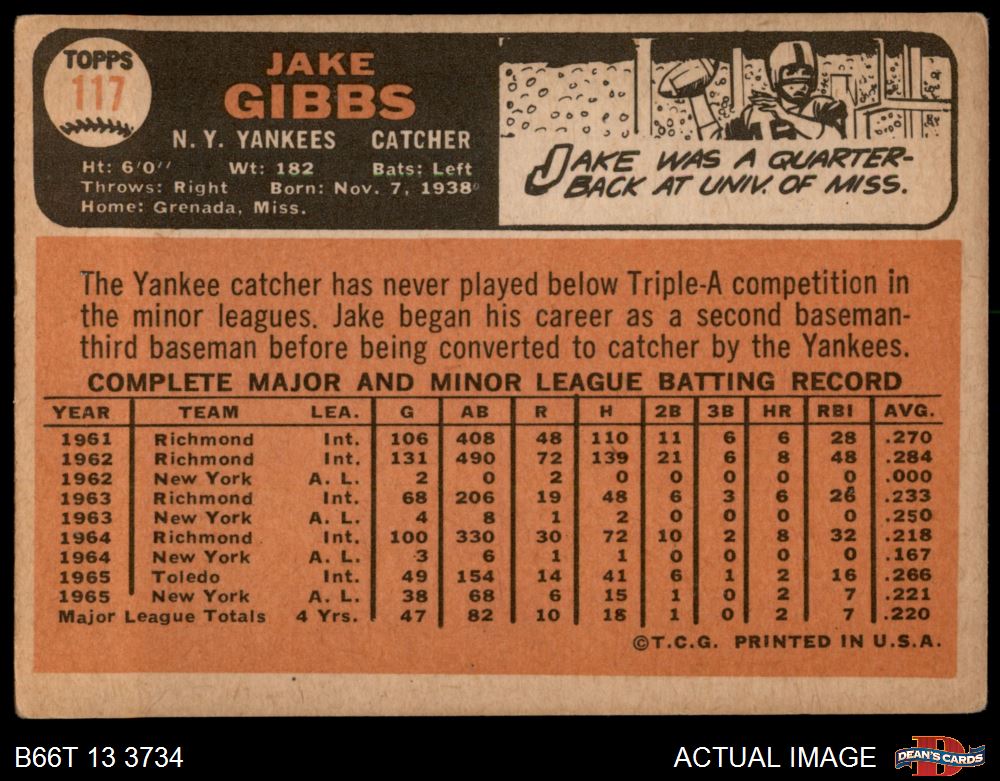 TOPPS
117
JAKE
GIBBS
N. Y. YANKEES CATCHER
Ht: 6'0'' Wt: 182 Bats: Left
Throws: Right Born: Nov. 7, 1938
Home: Grenada, Miss.
JAKE WAS A QUARTER-
BACK AT UNIV. OF MISS.
The Yankee catcher has never played below Triple-A competition in
the minor leagues. Jake began his career as a second baseman-
third baseman before being converted to catcher by the Yankees.
COMPLETE MAJOR AND MINOR LEAGUE BATTING RECORD
YEAR TEAM LEA. G AB R H 2B 3B HR RBI AVG.
1961 Richmond Int. 106 408 48 110 11 6 6 28 .270
1962 Richmond Int. 131 490 72 139 21 6 8 48 .284
1962 New York A. L. 2 0 2 0 0 0 0 0 .000
1963 Richmond Int. 68 206 19 48 6 3 6 26 .233
1963 New York A. L. 4 8 1 2 0 0 0 0 .250
1964 Richmond Int. 100 330 30 72 10 2 8 32 .218
1964 New York A. L. 3 6 1 1 0 0 0 0 .167
1965 Toledo Int. 49 154 14 41 6 1 2 16 .266
1965 New York A. L. 38 68 6 15 1 0 2 7 .221
Major League Totals 4 Yrs. 47 82 10 18 1 0 2 7 .220
©T.C.G. PRINTED IN U.S.A.
B66T 13 3734
ACTUAL IMAGE
D
DEAN'S CARDS